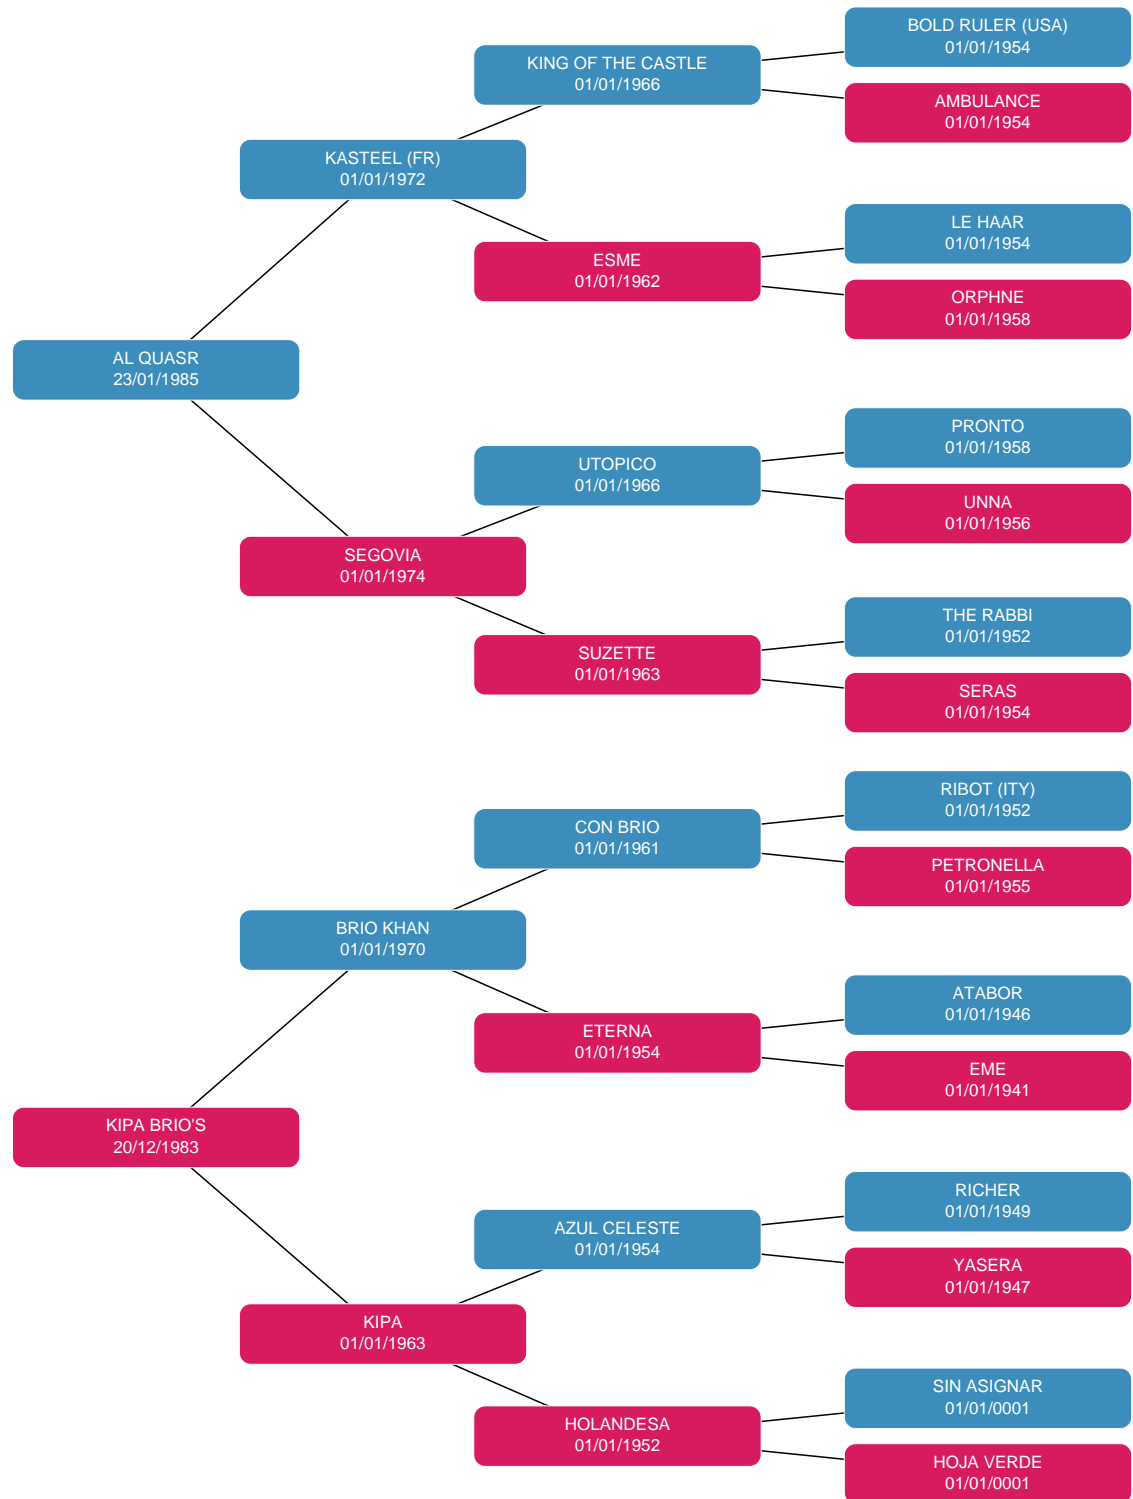 BOLD RULER (USA)
01/01/1954
KING OF THE CASTLE
01/01/1966
AMBULANCE
01/01/1954
KASTEEL (FR)
01/01/1972
LE HAAR
01/01/1954
ESME
01/01/1962
ORPHNE
01/01/1958
AL QUASR
23/01/1985
PRONTO
01/01/1958
UTOPICO
01/01/1966
UNNA
01/01/1956
SEGOVIA
01/01/1974
THE RABBI
01/01/1952
SUZETTE
01/01/1963
SERAS
01/01/1954
RIBOT (ITY)
01/01/1952
CON BRIO
01/01/1961
PETRONELLA
01/01/1955
BRIO KHAN
01/01/1970
ATABOR
01/01/1946
ETERNA
01/01/1954
EME
01/01/1941
KIPA BRIO'S
20/12/1983
RICHER
01/01/1949
AZUL CELESTE
01/01/1954
YASERA
01/01/1947
KIPA
01/01/1963
SIN ASIGNAR
01/01/0001
HOLANDESA
01/01/1952
HOJA VERDE
01/01/0001